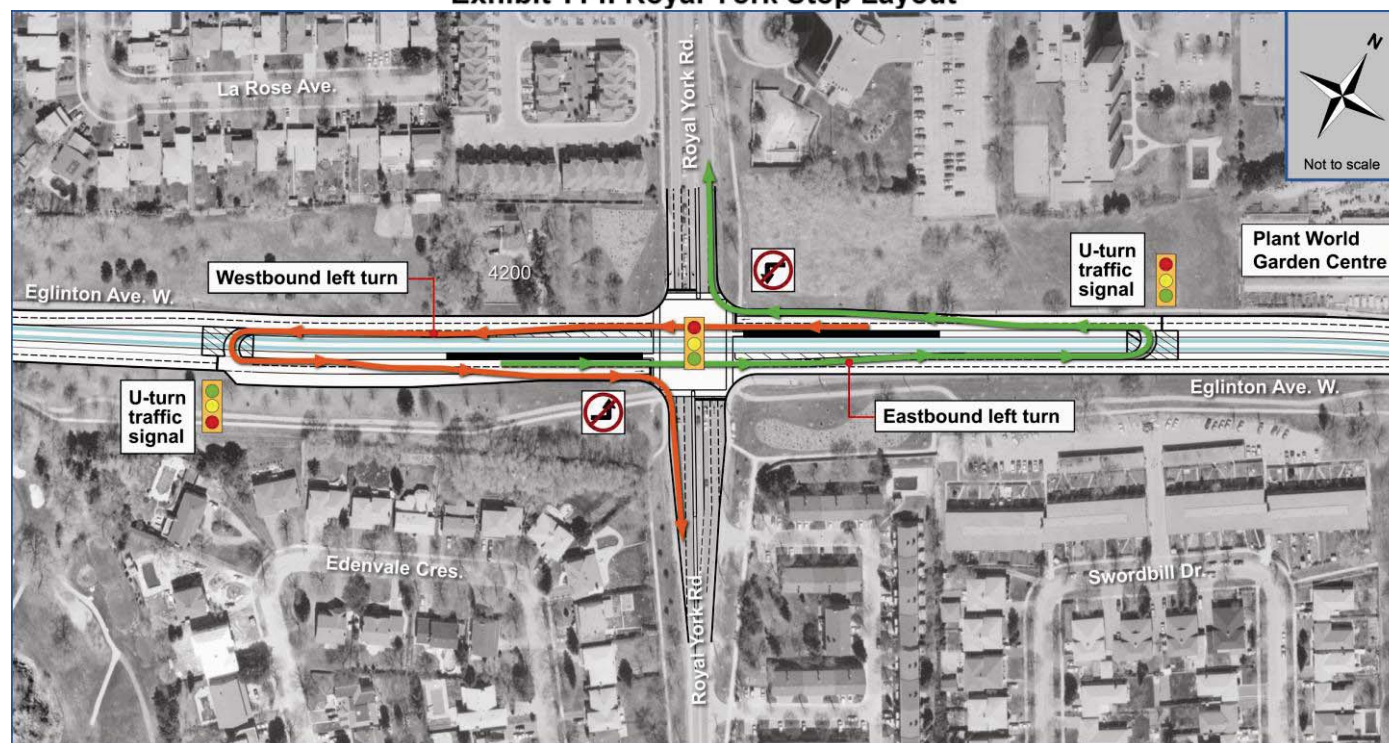 Royal York Stop Layout
La Rose Ave.
Royal York Rd.
N
Not to scale
Plant World
Garden Centre
U-turn
traffic
signal
Westbound left turn
4200
Eglinton Ave. W.
Eglinton Ave. W.
U-turn
traffic
signal
Eastbound left turn
Edenvale Cres.
Swordbill Dr.
Royal York Rd.